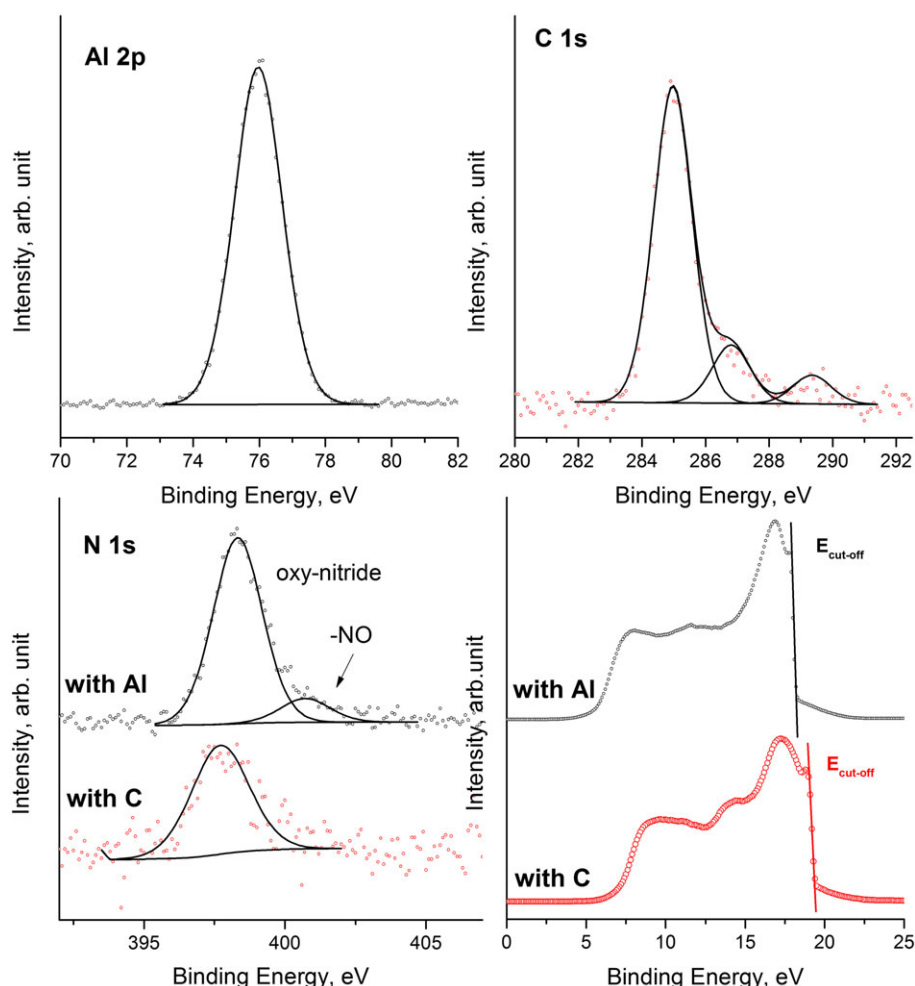 Al 2p
Intensity, arb. unit
70 72 74 76 78 80 82
Binding Energy, eV
C 1s
Intensity, arb. unit
280 282 284 286 288 290 292
Binding Energy, eV
N 1s
oxy-nitride
-NO
with Al
with C
Intensity, arb. unit
395 400 405
Binding Energy, eV
Ecut-off
with Al
Ecut-off
with C
Intensity, arb.unit
0 5 10 15 20 25
Binding Energy, eV